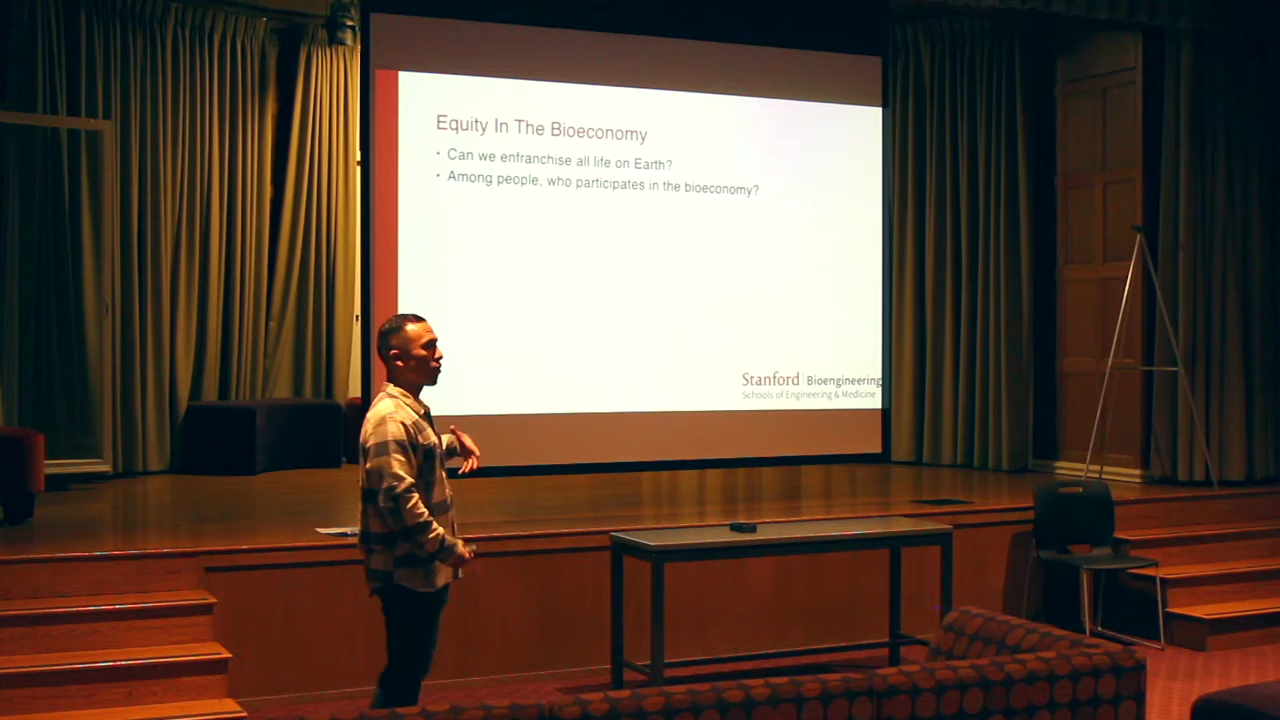 Equity In The Bioeconomy
• Can we enfranchise all life on Earth?
• Among people, who participates in the bioeconomy?
Stanford | Bioengineering
Schools of Engineering & Medicine